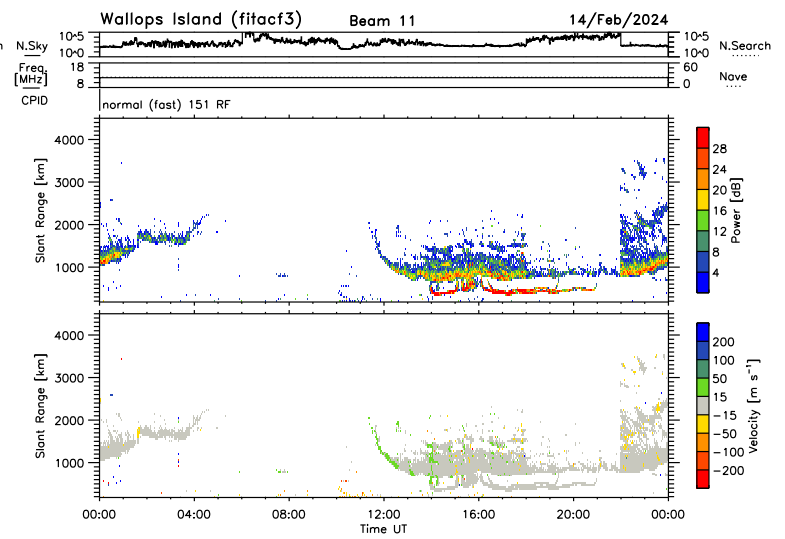 Wallops Island (fitacf3) Beam 11 14/Feb/2024
n N.Sky 10^5 10^0 10^5 10^0 N.Search
Freq. [MHz] 18 8 60 0 Nave
CPID normal (fast) 151 RF
Slant Range [km] 4000 3000 2000 1000
28 24 20 16 12 8 4 Power [dB]
Slant Range [km] 4000 3000 2000 1000
200 100 50 15 -15 -50 -100 -200 Velocity [m s⁻¹]
00:00 04:00 08:00 12:00 16:00 20:00 00:00
Time UT